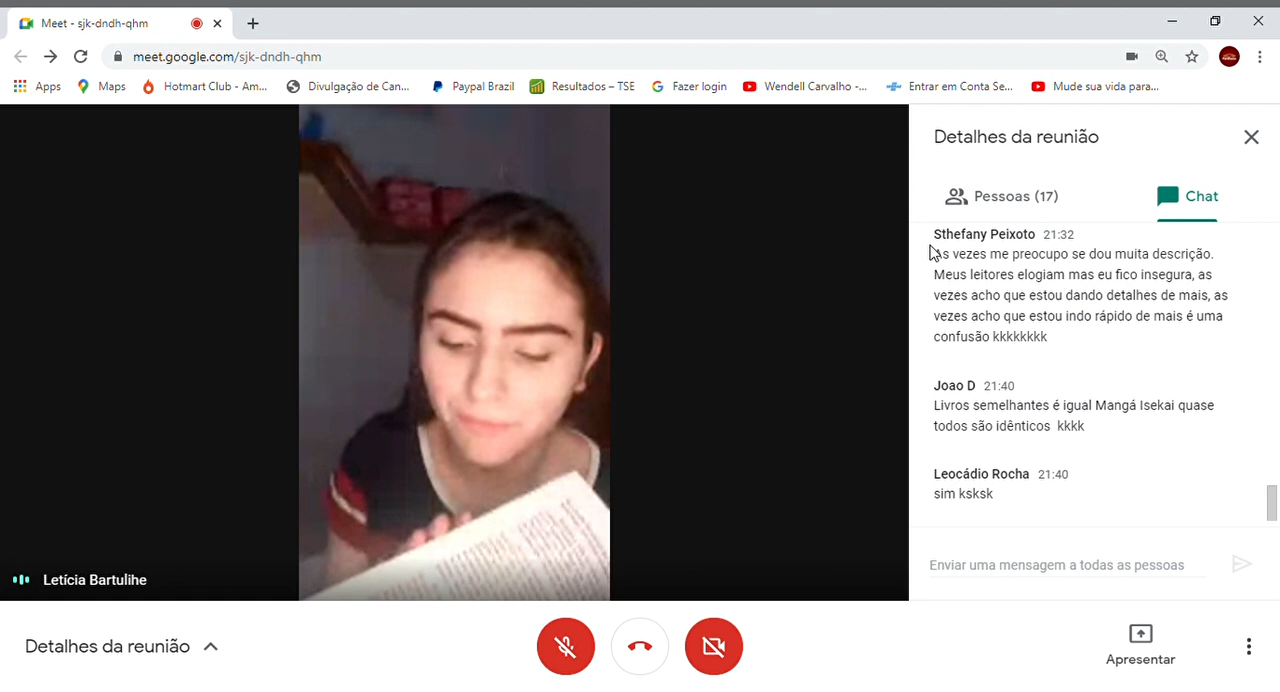 Meet - sjk-dndh-qhm
meet.google.com/sjk-dndh-qhm
Apps Maps Hotmart Club - Am... Divulgação de Can... Paypal Brazil Resultados – TSE Fazer login Wendell Carvalho -... Entrar em Conta Se... Mude sua vida para...
Detalhes da reunião
Pessoas (17) Chat
Sthefany Peixoto 21:32
As vezes me preocupo se dou muita descrição.
Meus leitores elogiam mas eu fico insegura, as
vezes acho que estou dando detalhes de mais, as
vezes acho que estou indo rápido de mais é uma
confusão kkkkkkkk
Joao D 21:40
Livros semelhantes é igual Mangá Isekai quase
todos são idênticos kkkk
Leocádio Rocha 21:40
sim ksksk
Enviar uma mensagem a todas as pessoas
Letícia Bartulihe
Detalhes da reunião
Apresentar